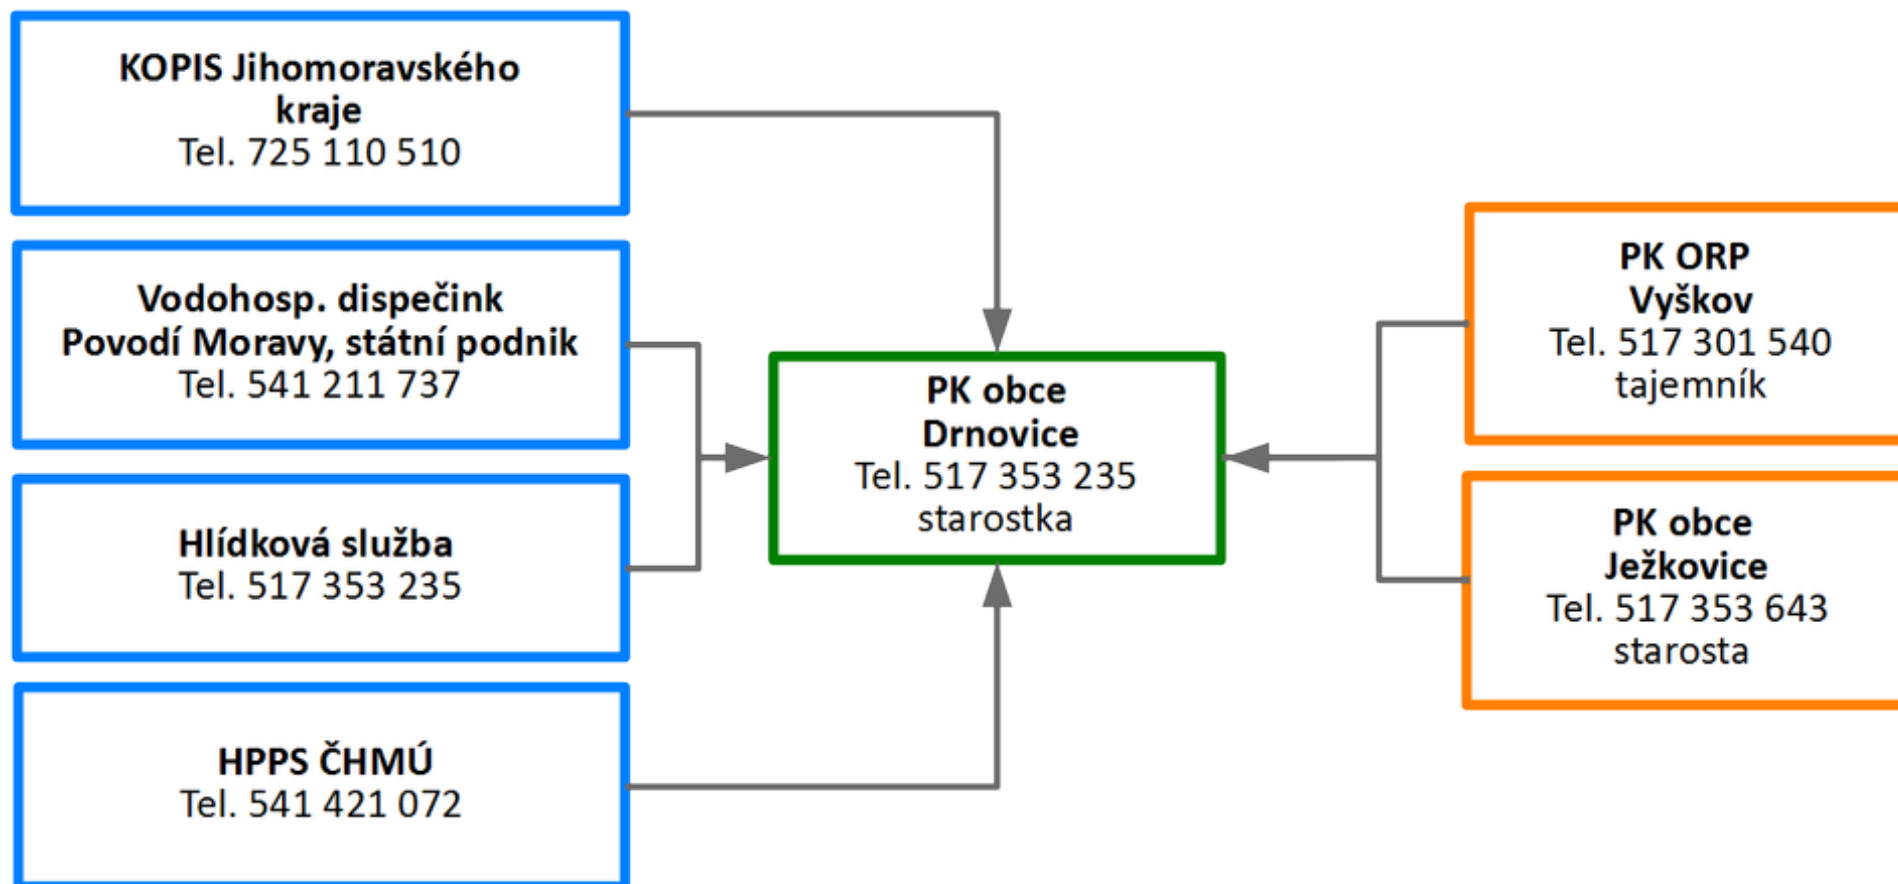 KOPIS Jihomoravského
kraje
Tel. 725 110 510
Vodohosp. dispečink
Povodí Moravy, státní podnik
Tel. 541 211 737
Hlídková služba
Tel. 517 353 235
HPPS ČHMÚ
Tel. 541 421 072
PK obce
Drnovice
Tel. 517 353 235
starostka
PK ORP
Vyškov
Tel. 517 301 540
tajemník
PK obce
Ježkovice
Tel. 517 353 643
starosta